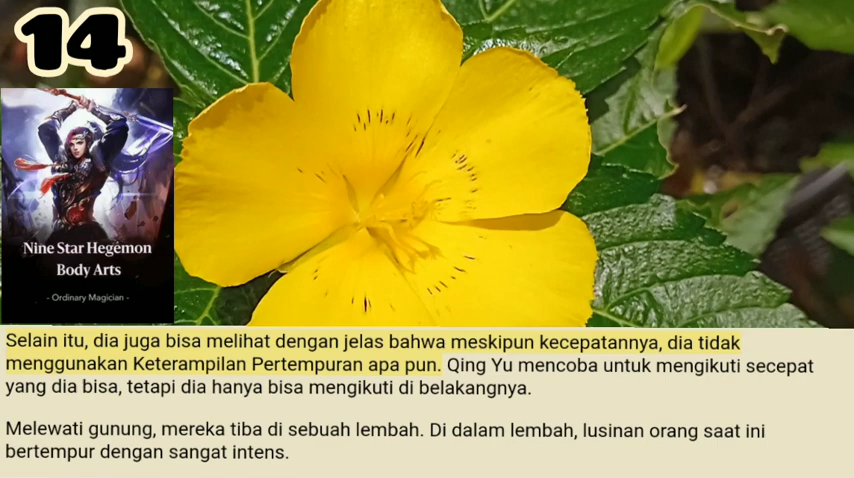 14
Nine Star Hegemon
Body Arts
- Ordinary Magician -
Selain itu, dia juga bisa melihat dengan jelas bahwa meskipun kecepatannya, dia tidak
menggunakan Keterampilan Pertempuran apa pun. Qing Yu mencoba untuk mengikuti secepat
yang dia bisa, tetapi dia hanya bisa mengikuti di belakangnya.
Melewati gunung, mereka tiba di sebuah lembah. Di dalam lembah, lusinan orang saat ini
bertempur dengan sangat intens.